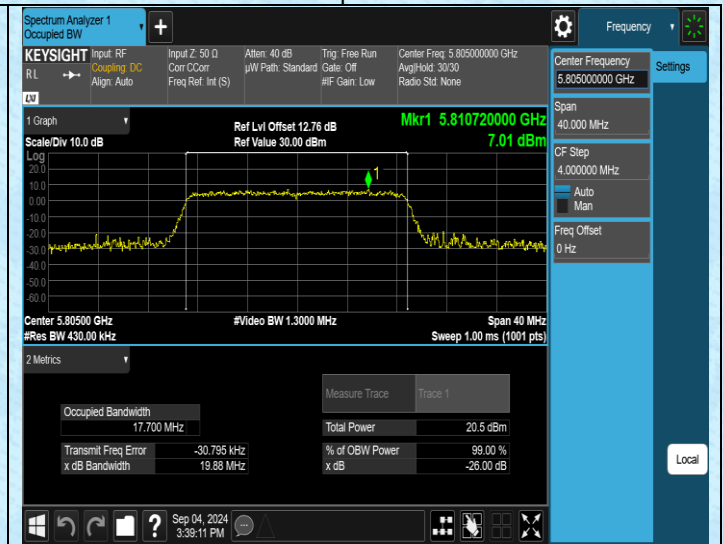 Spectrum Analyzer 1
Occupied BW
+
Frequency
KEYSIGHT
R L
LXI
Input: RF
Coupling: DC
Align: Auto
Input Z: 50 Ω
Corr CCorr
Freq Ref: Int (S)
Atten: 40 dB
µW Path: Standard
Trig: Free Run
Gate: Off
#IF Gain: Low
Center Freq: 5.805000000 GHz
Avg|Hold: 30/30
Radio Std: None
Center Frequency
5.805000000 GHz
Settings
Span
40.000 MHz
CF Step
4.000000 MHz
Auto
Man
Freq Offset
0 Hz
1 Graph
Scale/Div 10.0 dB
Ref Lvl Offset 12.76 dB
Ref Value 30.00 dBm
Mkr1 5.810720000 GHz
7.01 dBm
Log
20.0
10.0
0.00
-10.0
-20.0
-30.0
-40.0
-50.0
-60.0
1
Center 5.80500 GHz
#Res BW 430.00 kHz
#Video BW 1.3000 MHz
Span 40 MHz
Sweep 1.00 ms (1001 pts)
2 Metrics
Measure Trace Trace 1
Occupied Bandwidth
17.700 MHz
Total Power 20.5 dBm
Transmit Freq Error -30.795 kHz
% of OBW Power 99.00 %
x dB Bandwidth 19.88 MHz
x dB -26.00 dB
Local
?
Sep 04, 2024
3:39:11 PM